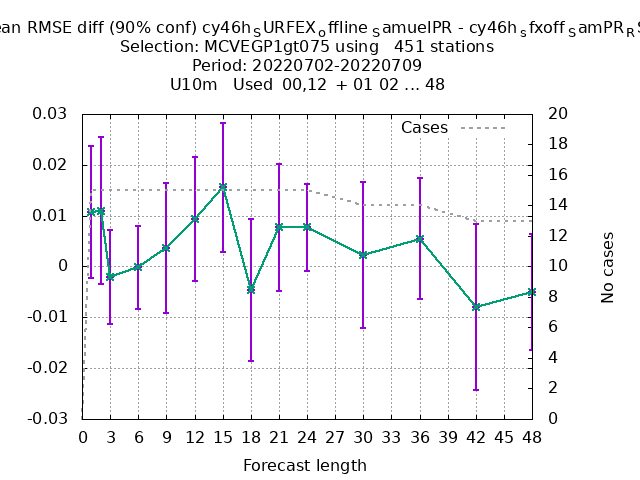 ean RMSE diff (90% conf) cy46h_SURFEX_offline_SamuelPR - cy46h_sfxoff_SamPR_RS
Selection: MCVEGP1gt075 using 451 stations
Period: 20220702-20220709
U10m Used 00,12 + 01 02 ... 48
Cases
0.03
0.02
0.01
0
-0.01
-0.02
-0.03
20
18
16
14
12
10
8
6
4
2
0
No cases
0 3 6 9 12 15 18 21 24 27 30 33 36 39 42 45 48
Forecast length